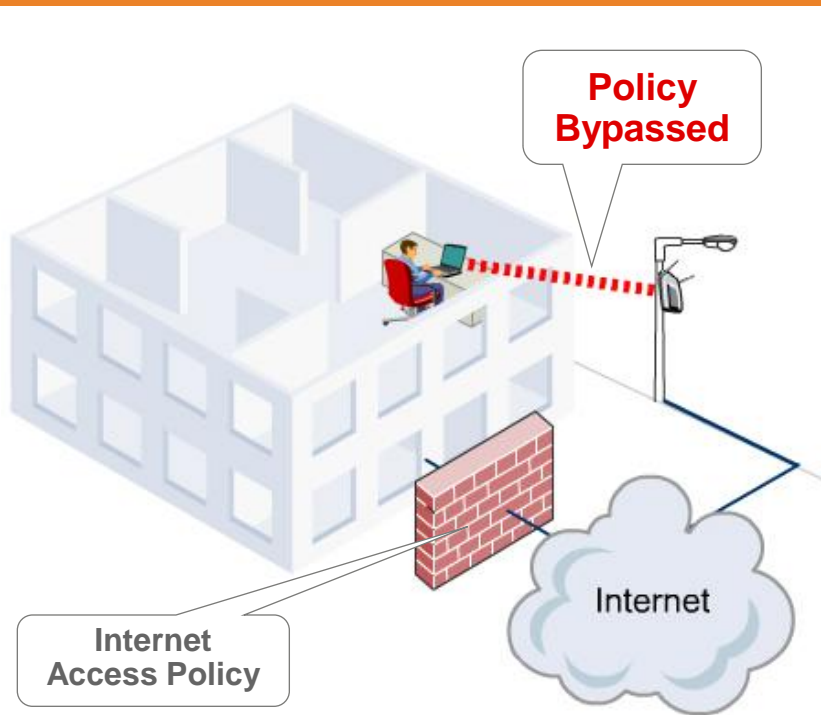 Policy
Bypassed
Internet
Internet
Access Policy